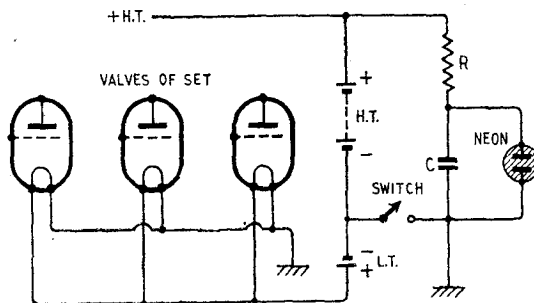 + H.T.
VALVES OF SET
R
+
H.T.
−
NEON
C
SWITCH
−
+
L.T.